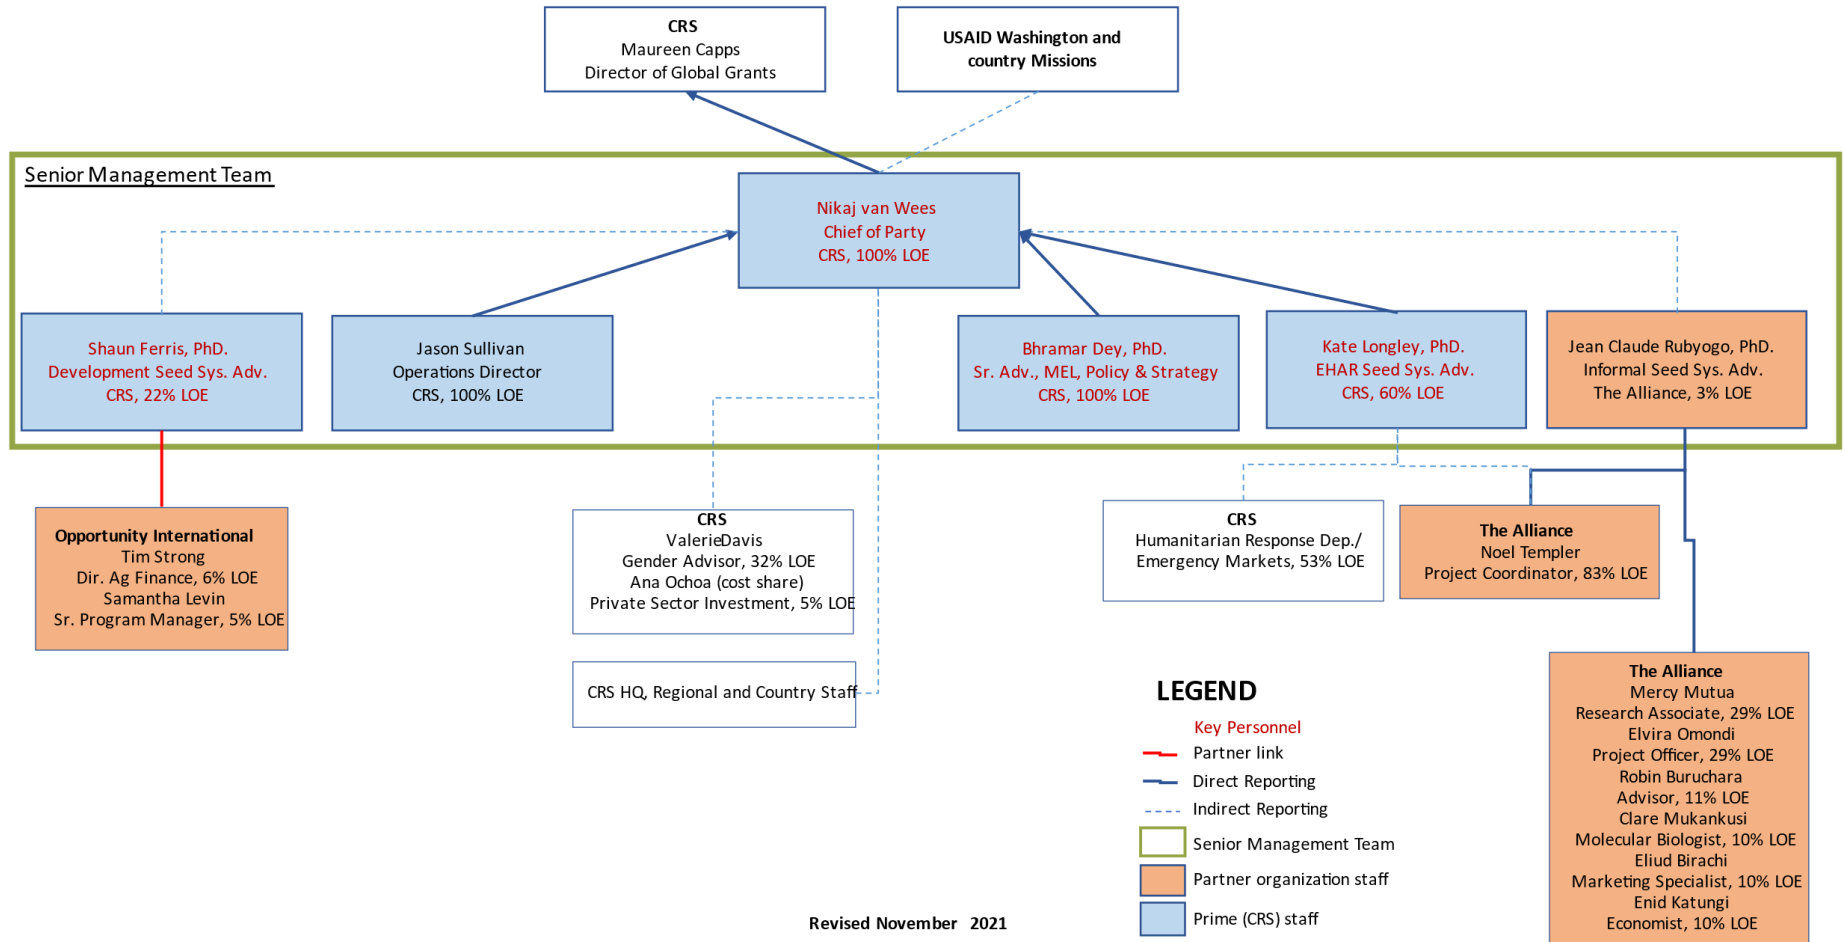 CRS
Maureen Capps
Director of Global Grants
USAID Washington and
country Missions
Senior Management Team
Nikaj van Wees
Chief of Party
CRS, 100% LOE
Shaun Ferris, PhD.
Development Seed Sys. Adv.
CRS, 22% LOE
Jason Sullivan
Operations Director
CRS, 100% LOE
Bhramar Dey, PhD.
Sr. Adv., MEL, Policy & Strategy
CRS, 100% LOE
Kate Longley, PhD.
EHAR Seed Sys. Adv.
CRS, 60% LOE
Jean Claude Rubyogo, PhD.
Informal Seed Sys. Adv.
The Alliance, 3% LOE
Opportunity International
Tim Strong
Dir. Ag Finance, 6% LOE
Samantha Levin
Sr. Program Manager, 5% LOE
CRS
ValerieDavis
Gender Advisor, 32% LOE
Ana Ochoa (cost share)
Private Sector Investment, 5% LOE
CRS HQ, Regional and Country Staff
CRS
Humanitarian Response Dep./
Emergency Markets, 53% LOE
The Alliance
Noel Templer
Project Coordinator, 83% LOE
The Alliance
Mercy Mutua
Research Associate, 29% LOE
Elvira Omondi
Project Officer, 29% LOE
Robin Buruchara
Advisor, 11% LOE
Clare Mukankusi
Molecular Biologist, 10% LOE
Eliud Birachi
Marketing Specialist, 10% LOE
Enid Katungi
Economist, 10% LOE
LEGEND
Key Personnel
Partner link
Direct Reporting
Indirect Reporting
Senior Management Team
Partner organization staff
Prime (CRS) staff
Revised November 2021